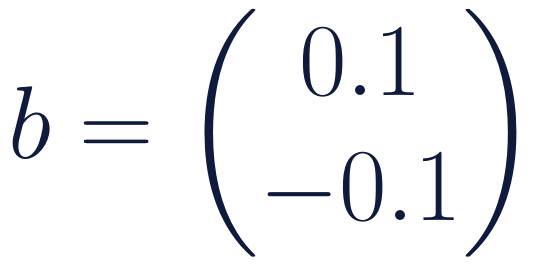 b = (0.1
−0.1)